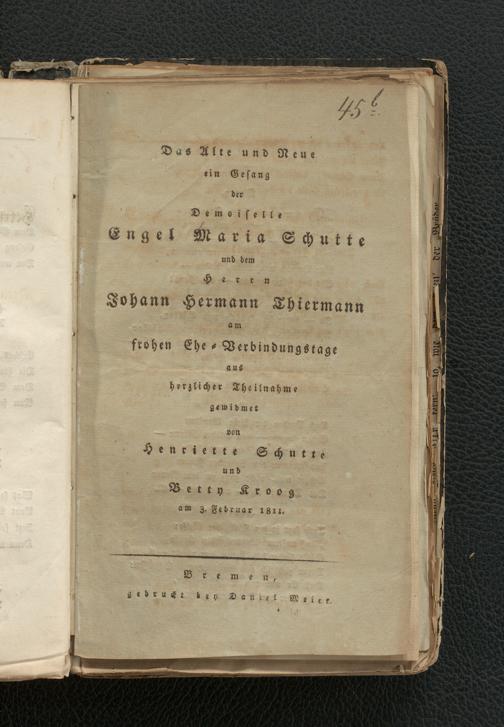 45 b
Das Alte und Neue
ein Gesang
der
Demoiselle
Engel Maria Schutte
und dem
Herrn
Johann Hermann Thiermann
am
frohen Ehe-Verbindungstage
aus
herzlicher Theilnahme
gewidmet
von
Henriette Schutte
und
Betty Kroog
am 3. Februar 1811.
Bremen,
gedruckt bey Daniel Meier.